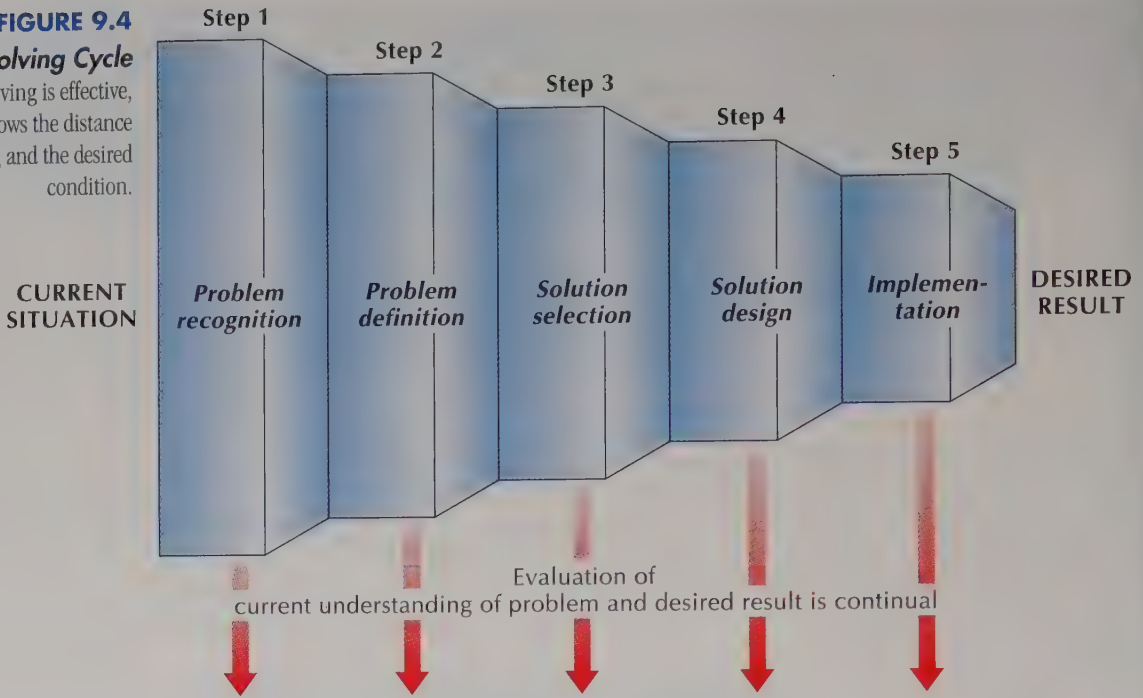 FIGURE 9.4
olving Cycle
ving is effective,
ows the distance
, and the desired
condition.
Step 1
Step 2
Step 3
Step 4
Step 5
CURRENT
SITUATION
Problem
recognition
Problem
definition
Solution
selection
Solution
design
Implemen-
tation
DESIRED
RESULT
Evaluation of
current understanding of problem and desired result is continual